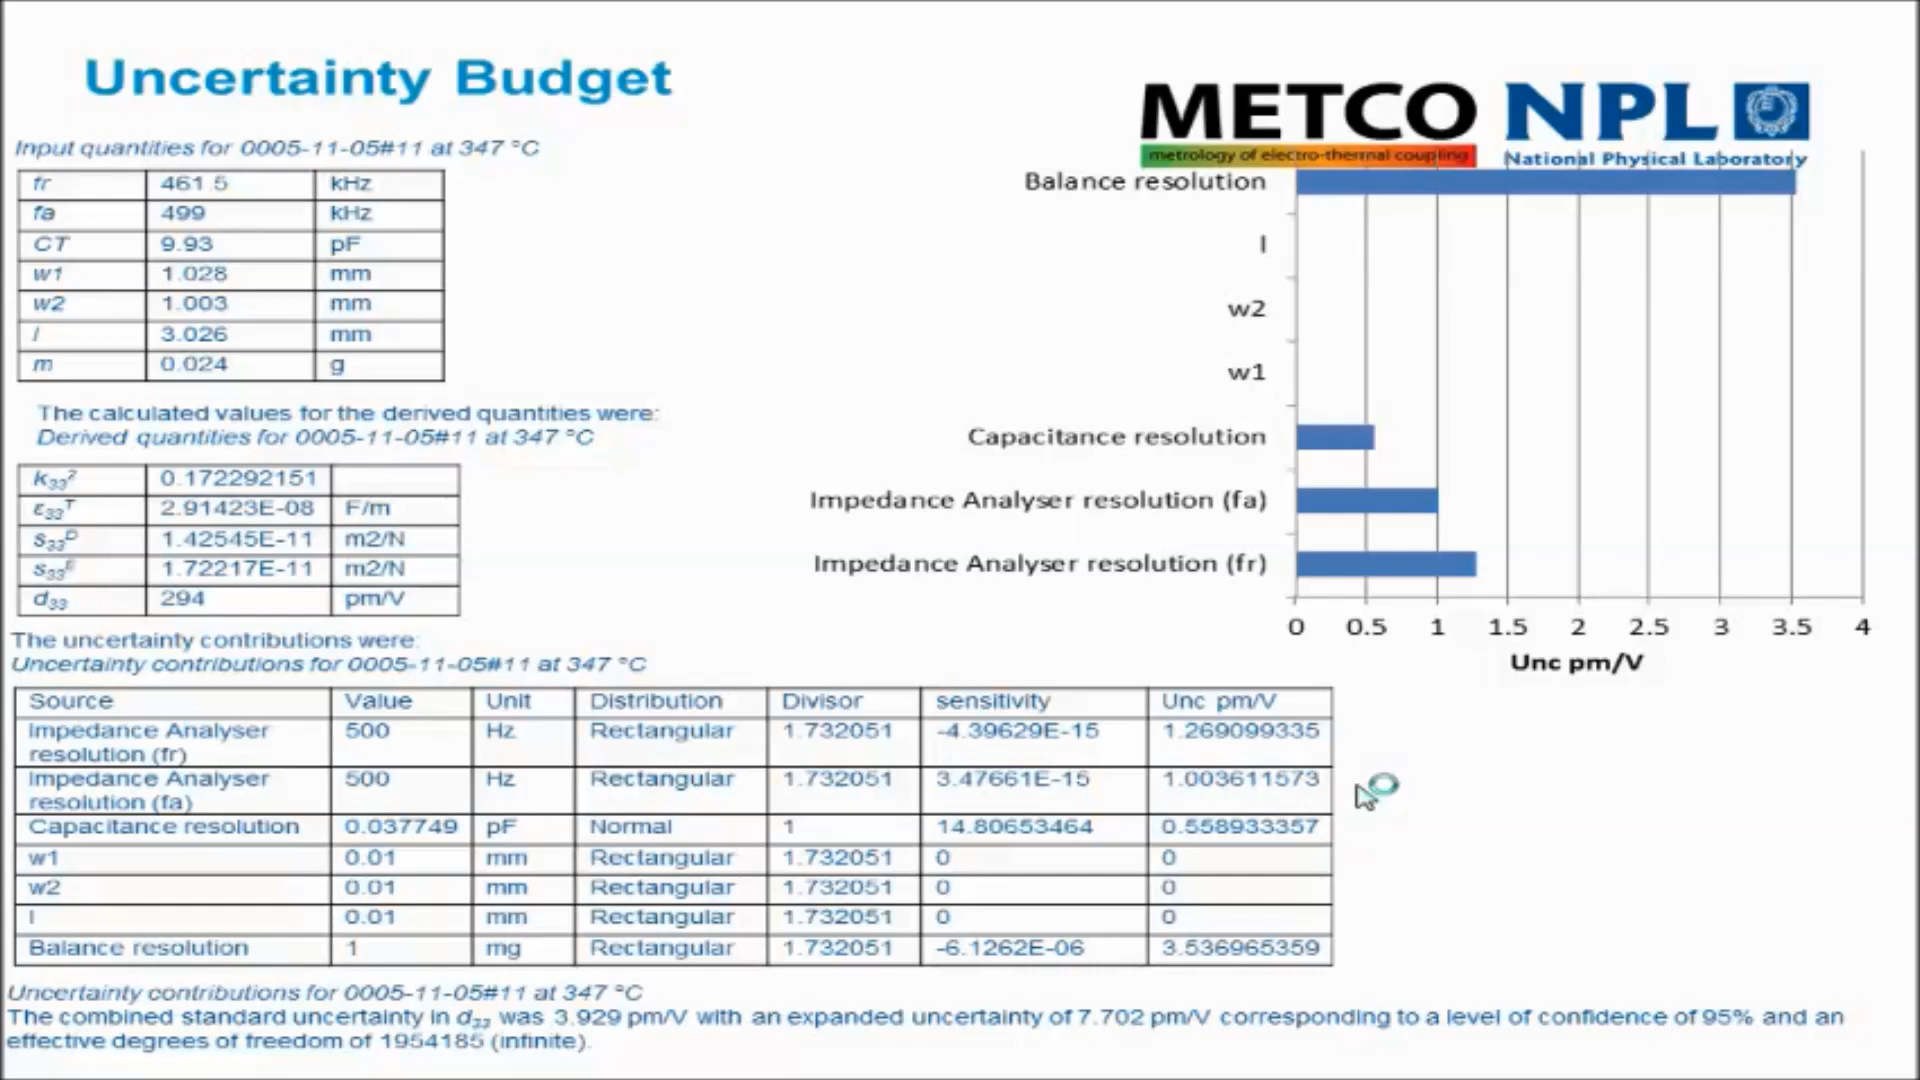 Uncertainty Budget
METCO NPL
metrology of electro-thermal coupling
National Physical Laboratory
Input quantities for 0005-11-05#11 at 347 °C
fr 461.5 kHz
fa 499 kHz
CT 9.93 pF
w1 1.028 mm
w2 1.003 mm
l 3.026 mm
m 0.024 g
The calculated values for the derived quantities were:
Derived quantities for 0005-11-05#11 at 347 °C
k₃₃² 0.172292151
ε₃₃ᵀ 2.91423E-08 F/m
s₃₃ᴰ 1.42545E-11 m2/N
s₃₃ᴱ 1.72217E-11 m2/N
d₃₃ 294 pm/V
Balance resolution
l
w2
w1
Capacitance resolution
Impedance Analyser resolution (fa)
Impedance Analyser resolution (fr)
0 0.5 1 1.5 2 2.5 3 3.5 4
Unc pm/V
The uncertainty contributions were:
Uncertainty contributions for 0005-11-05#11 at 347 °C
Source Value Unit Distribution Divisor sensitivity Unc pm/V
Impedance Analyser resolution (fr) 500 Hz Rectangular 1.732051 -4.39629E-15 1.269099335
Impedance Analyser resolution (fa) 500 Hz Rectangular 1.732051 3.47661E-15 1.003611573
Capacitance resolution 0.037749 pF Normal 1 14.80653464 0.558933357
w1 0.01 mm Rectangular 1.732051 0 0
w2 0.01 mm Rectangular 1.732051 0 0
l 0.01 mm Rectangular 1.732051 0 0
Balance resolution 1 mg Rectangular 1.732051 -6.1262E-06 3.536965359
Uncertainty contributions for 0005-11-05#11 at 347 °C
The combined standard uncertainty in d₃₃ was 3.929 pm/V with an expanded uncertainty of 7.702 pm/V corresponding to a level of confidence of 95% and an
effective degrees of freedom of 1954185 (infinite).